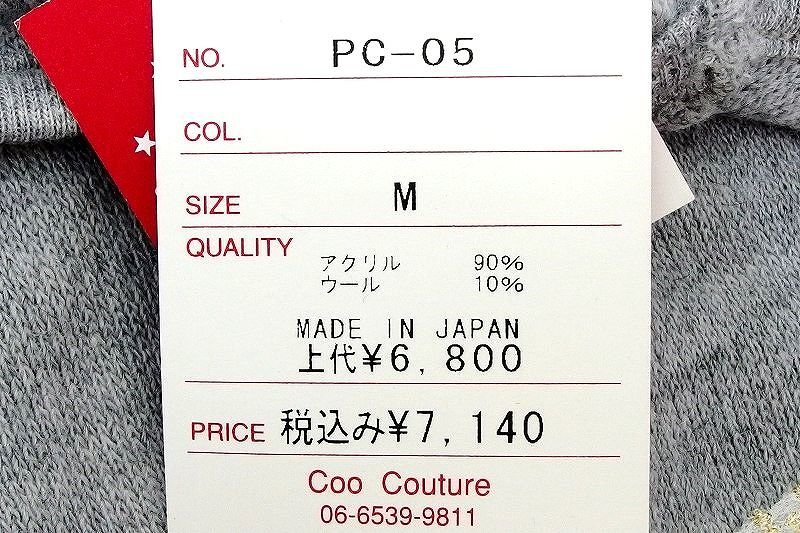 NO. PC-05
COL.
SIZE M
QUALITY
アクリル 90%
ウール 10%
MADE IN JAPAN
上代¥6,800
PRICE 税込み¥7,140
Coo Couture
06-6539-9811